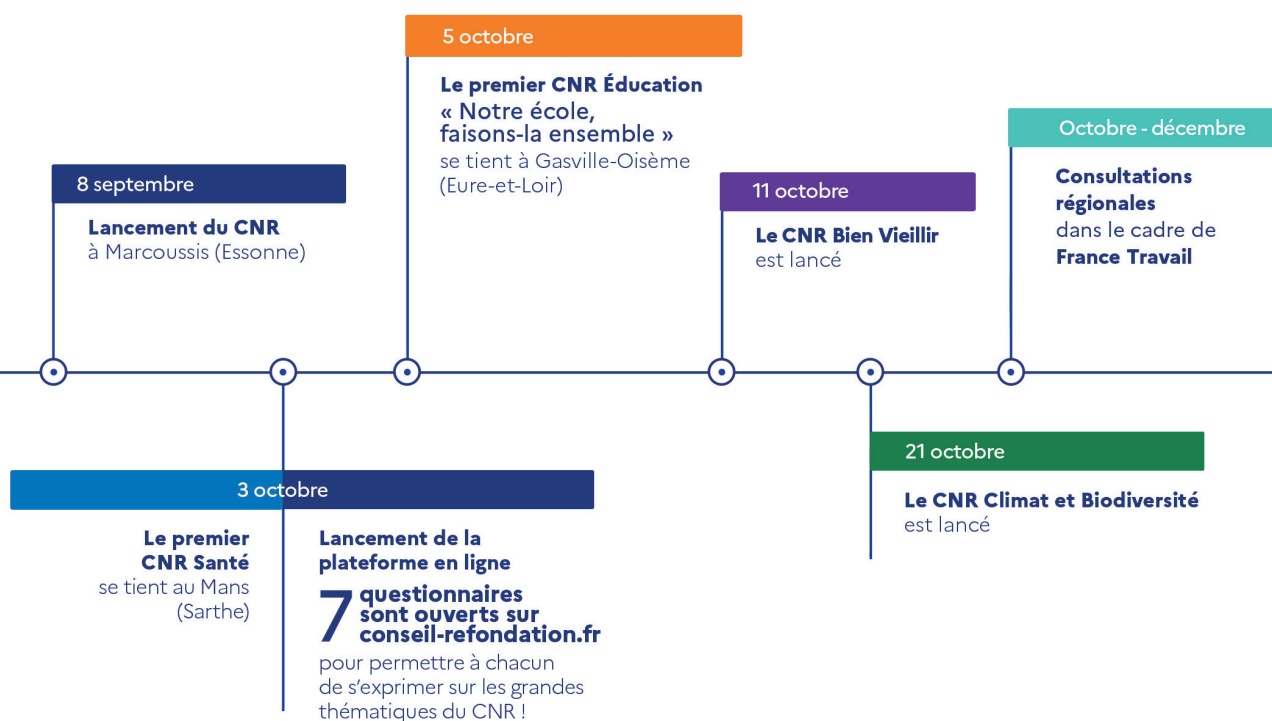 8 septembre
Lancement du CNR
à Marcoussis (Essonne)
3 octobre
Le premier
CNR Santé
se tient au Mans
(Sarthe)
Lancement de la
plateforme en ligne
7 questionnaires
sont ouverts sur
conseil-refondation.fr
pour permettre à chacun
de s'exprimer sur les grandes
thématiques du CNR !
5 octobre
Le premier CNR Éducation
« Notre école,
faisons-la ensemble »
se tient à Gasville-Oisème
(Eure-et-Loir)
11 octobre
Le CNR Bien Vieillir
est lancé
21 octobre
Le CNR Climat et Biodiversité
est lancé
Octobre - décembre
Consultations
régionales
dans le cadre de
France Travail